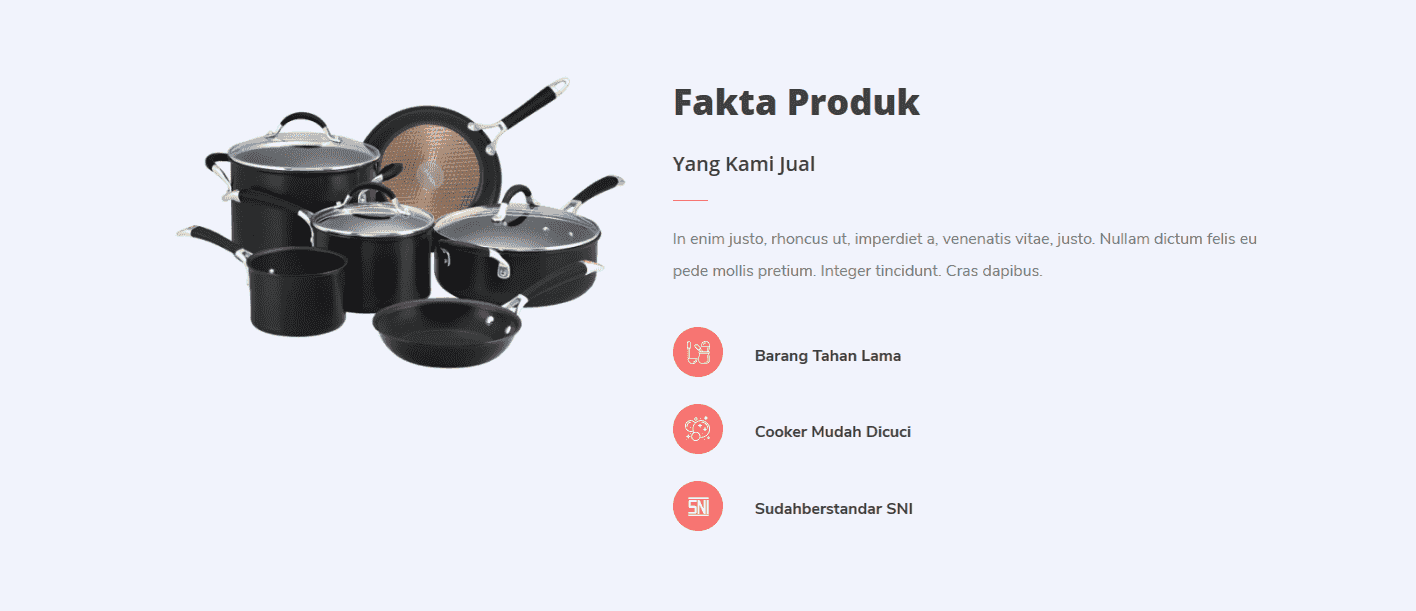 Fakta Produk
Yang Kami Jual
In enim justo, rhoncus ut, imperdiet a, venenatis vitae, justo. Nullam dictum felis eu
pede mollis pretium. Integer tincidunt. Cras dapibus.
Barang Tahan Lama
Cooker Mudah Dicuci
SNI
Sudahberstandar SNI